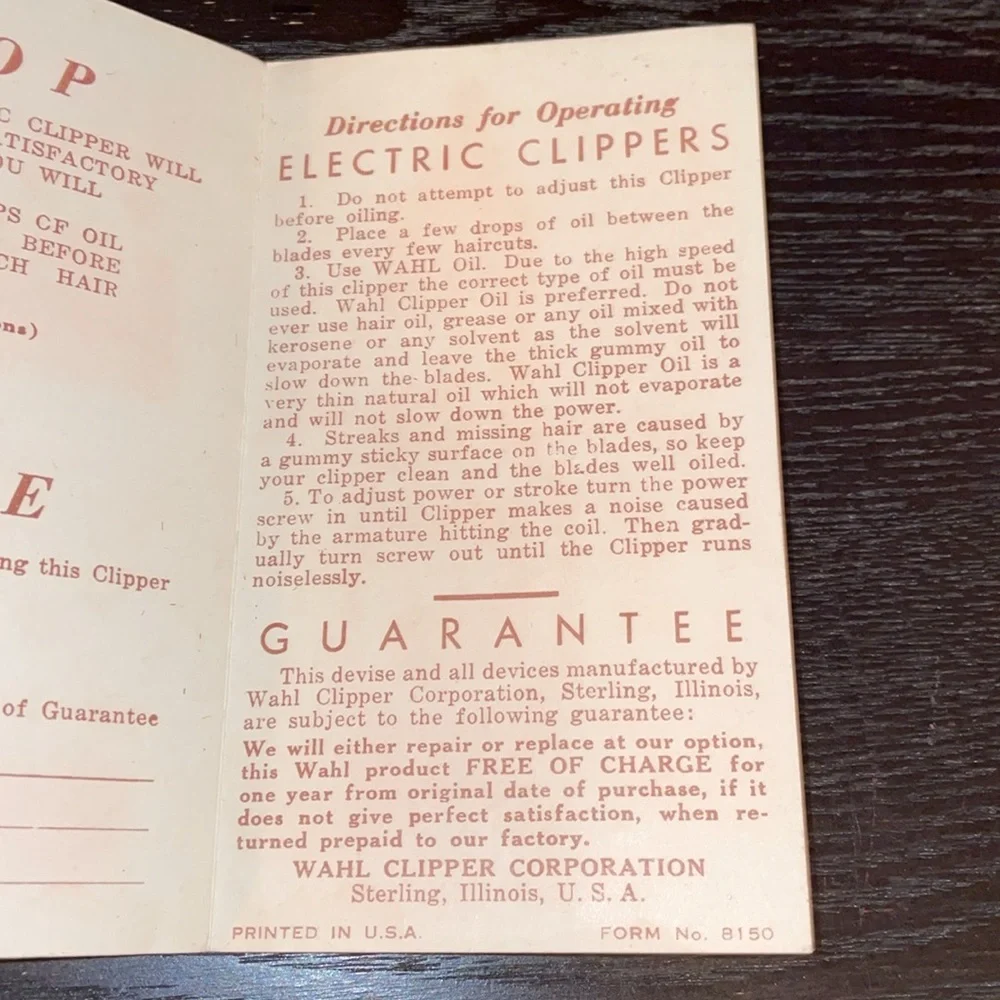 O P
C CLIPPER WILL
ATISFACTORY
OU WILL
PS CF OIL
BEFORE
CH HAIR
ns)
E
ng this Clipper
of Guarantee
Directions for Operating
ELECTRIC CLIPPERS
1. Do not attempt to adjust this Clipper
before oiling.
2. Place a few drops of oil between the
blades every few haircuts.
3. Use WAHL Oil. Due to the high speed
of this clipper the correct type of oil must be
used. Wahl Clipper Oil is preferred. Do not
ever use hair oil, grease or any oil mixed with
kerosene or any solvent as the solvent will
evaporate and leave the thick gummy oil to
slow down the blades. Wahl Clipper Oil is a
very thin natural oil which will not evaporate
and will not slow down the power.
4. Streaks and missing hair are caused by
a gummy sticky surface on the blades, so keep
your clipper clean and the blades well oiled.
5. To adjust power or stroke turn the power
screw in until Clipper makes a noise caused
by the armature hitting the coil. Then grad-
ually turn screw out until the Clipper runs
noiselessly.
GUARANTEE
This devise and all devices manufactured by
Wahl Clipper Corporation, Sterling, Illinois,
are subject to the following guarantee:
We will either repair or replace at our option,
this Wahl product FREE OF CHARGE for
one year from original date of purchase, if it
does not give perfect satisfaction, when re-
turned prepaid to our factory.
WAHL CLIPPER CORPORATION
Sterling, Illinois, U. S. A.
PRINTED IN U.S.A. FORM No. 8150